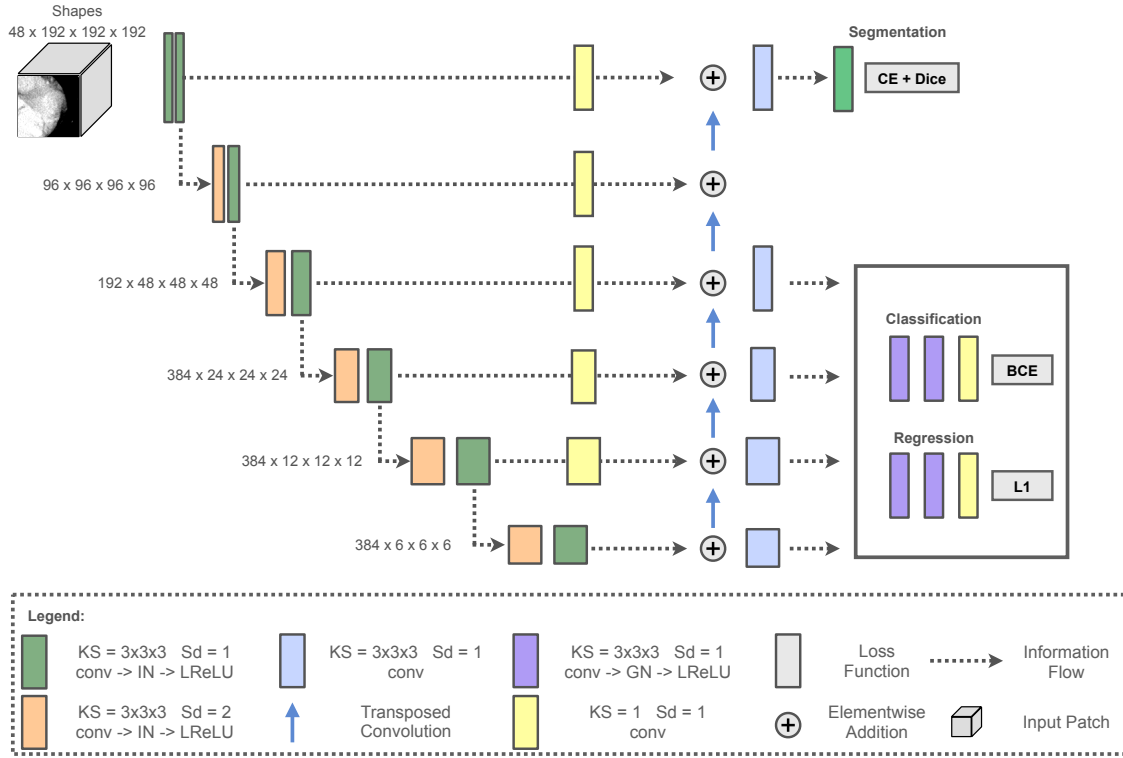 Shapes
48 x 192 x 192 x 192
Segmentation
CE + Dice
96 x 96 x 96 x 96
192 x 48 x 48 x 48
Classification
BCE
384 x 24 x 24 x 24
Regression
L1
384 x 12 x 12 x 12
384 x 6 x 6 x 6
Legend:
KS = 3x3x3 Sd = 1
conv -> IN -> LReLU
KS = 3x3x3 Sd = 1
conv
KS = 3x3x3 Sd = 1
conv -> GN -> LReLU
Loss
Function
Information
Flow
KS = 3x3x3 Sd = 2
conv -> IN -> LReLU
Transposed
Convolution
KS = 1 Sd = 1
conv
Elementwise
Addition
Input Patch